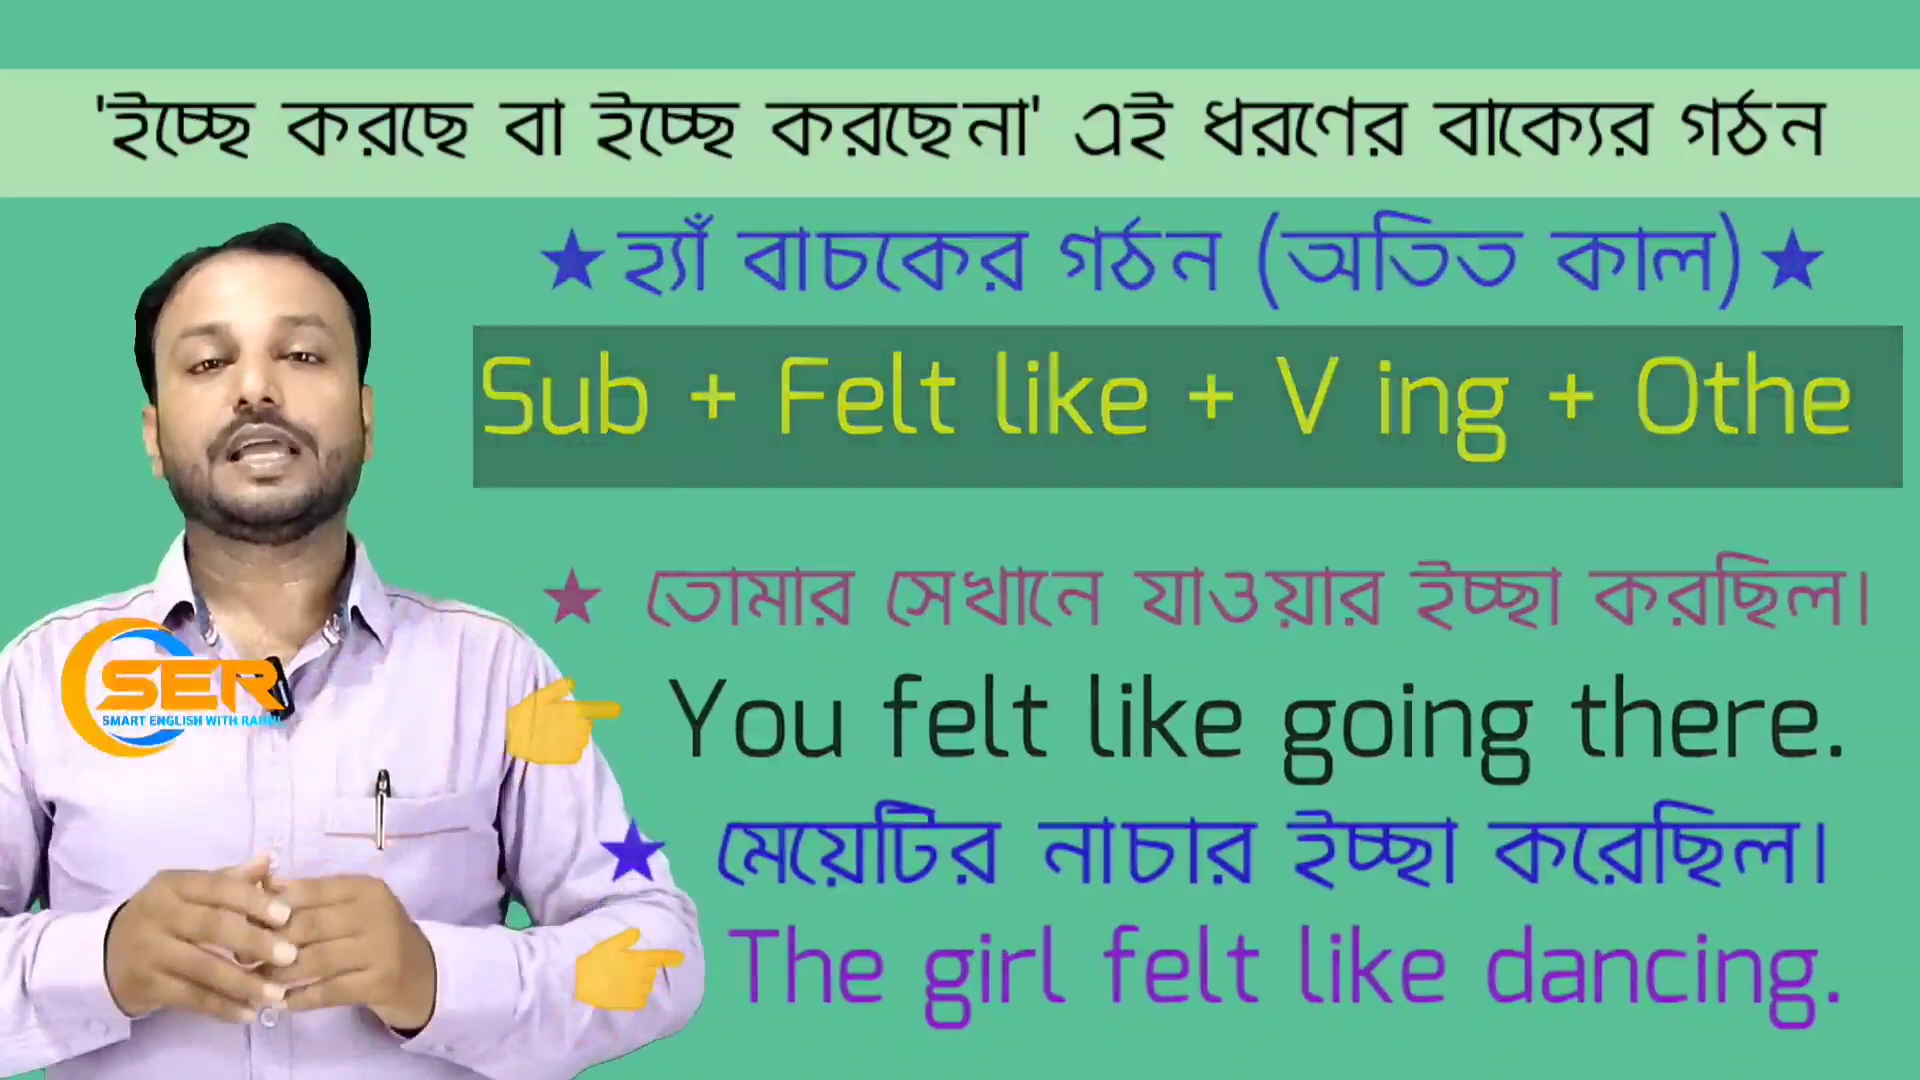 'ইচ্ছে করছে বা ইচ্ছে করছেনা' এই ধরণের বাক্যের গঠন
★হ্যাঁ বাচকের গঠন (অতিত কাল)★
Sub + Felt like + V ing + Othe
★ তোমার সেখানে যাওয়ার ইচ্ছা করছিল।
You felt like going there.
★ মেয়েটির নাচার ইচ্ছা করেছিল।
The girl felt like dancing.
SER
SMART ENGLISH WITH